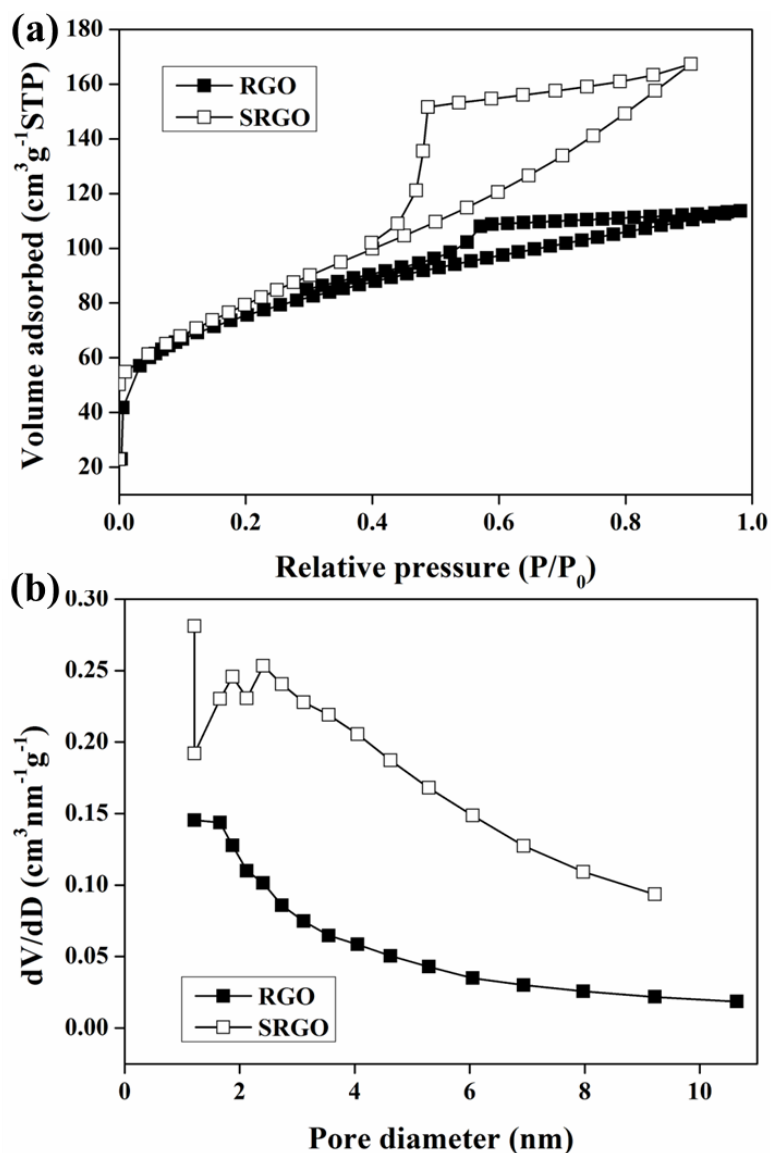 (a)
180
160
140
120
100
80
60
40
20
Volume adsorbed (cm³g⁻¹STP)
RGO
SRGO
0.0 0.2 0.4 0.6 0.8 1.0
Relative pressure (P/P₀)
(b)
0.30
0.25
0.20
0.15
0.10
0.05
0.00
dV/dD (cm³nm⁻¹g⁻¹)
RGO
SRGO
0 2 4 6 8 10
Pore diameter (nm)